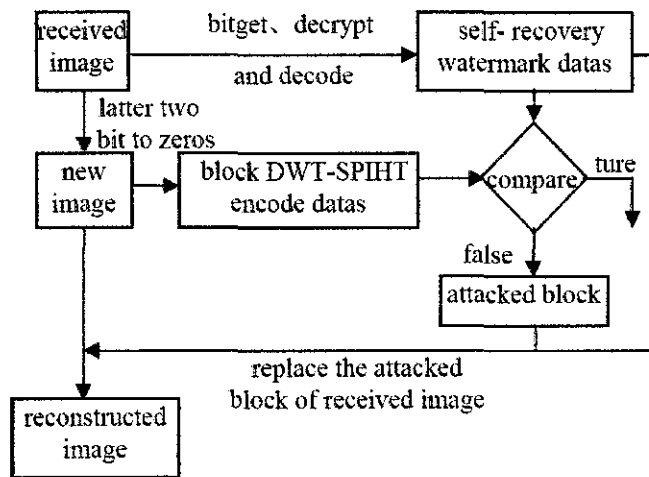 received
image
bitget、decrypt
and decode
self- recovery
watermark datas
latter two
bit to zeros
new
image
block DWT-SPIHT
encode datas
compare
ture
false
attacked block
replace the attacked
block of received image
reconstructed
image